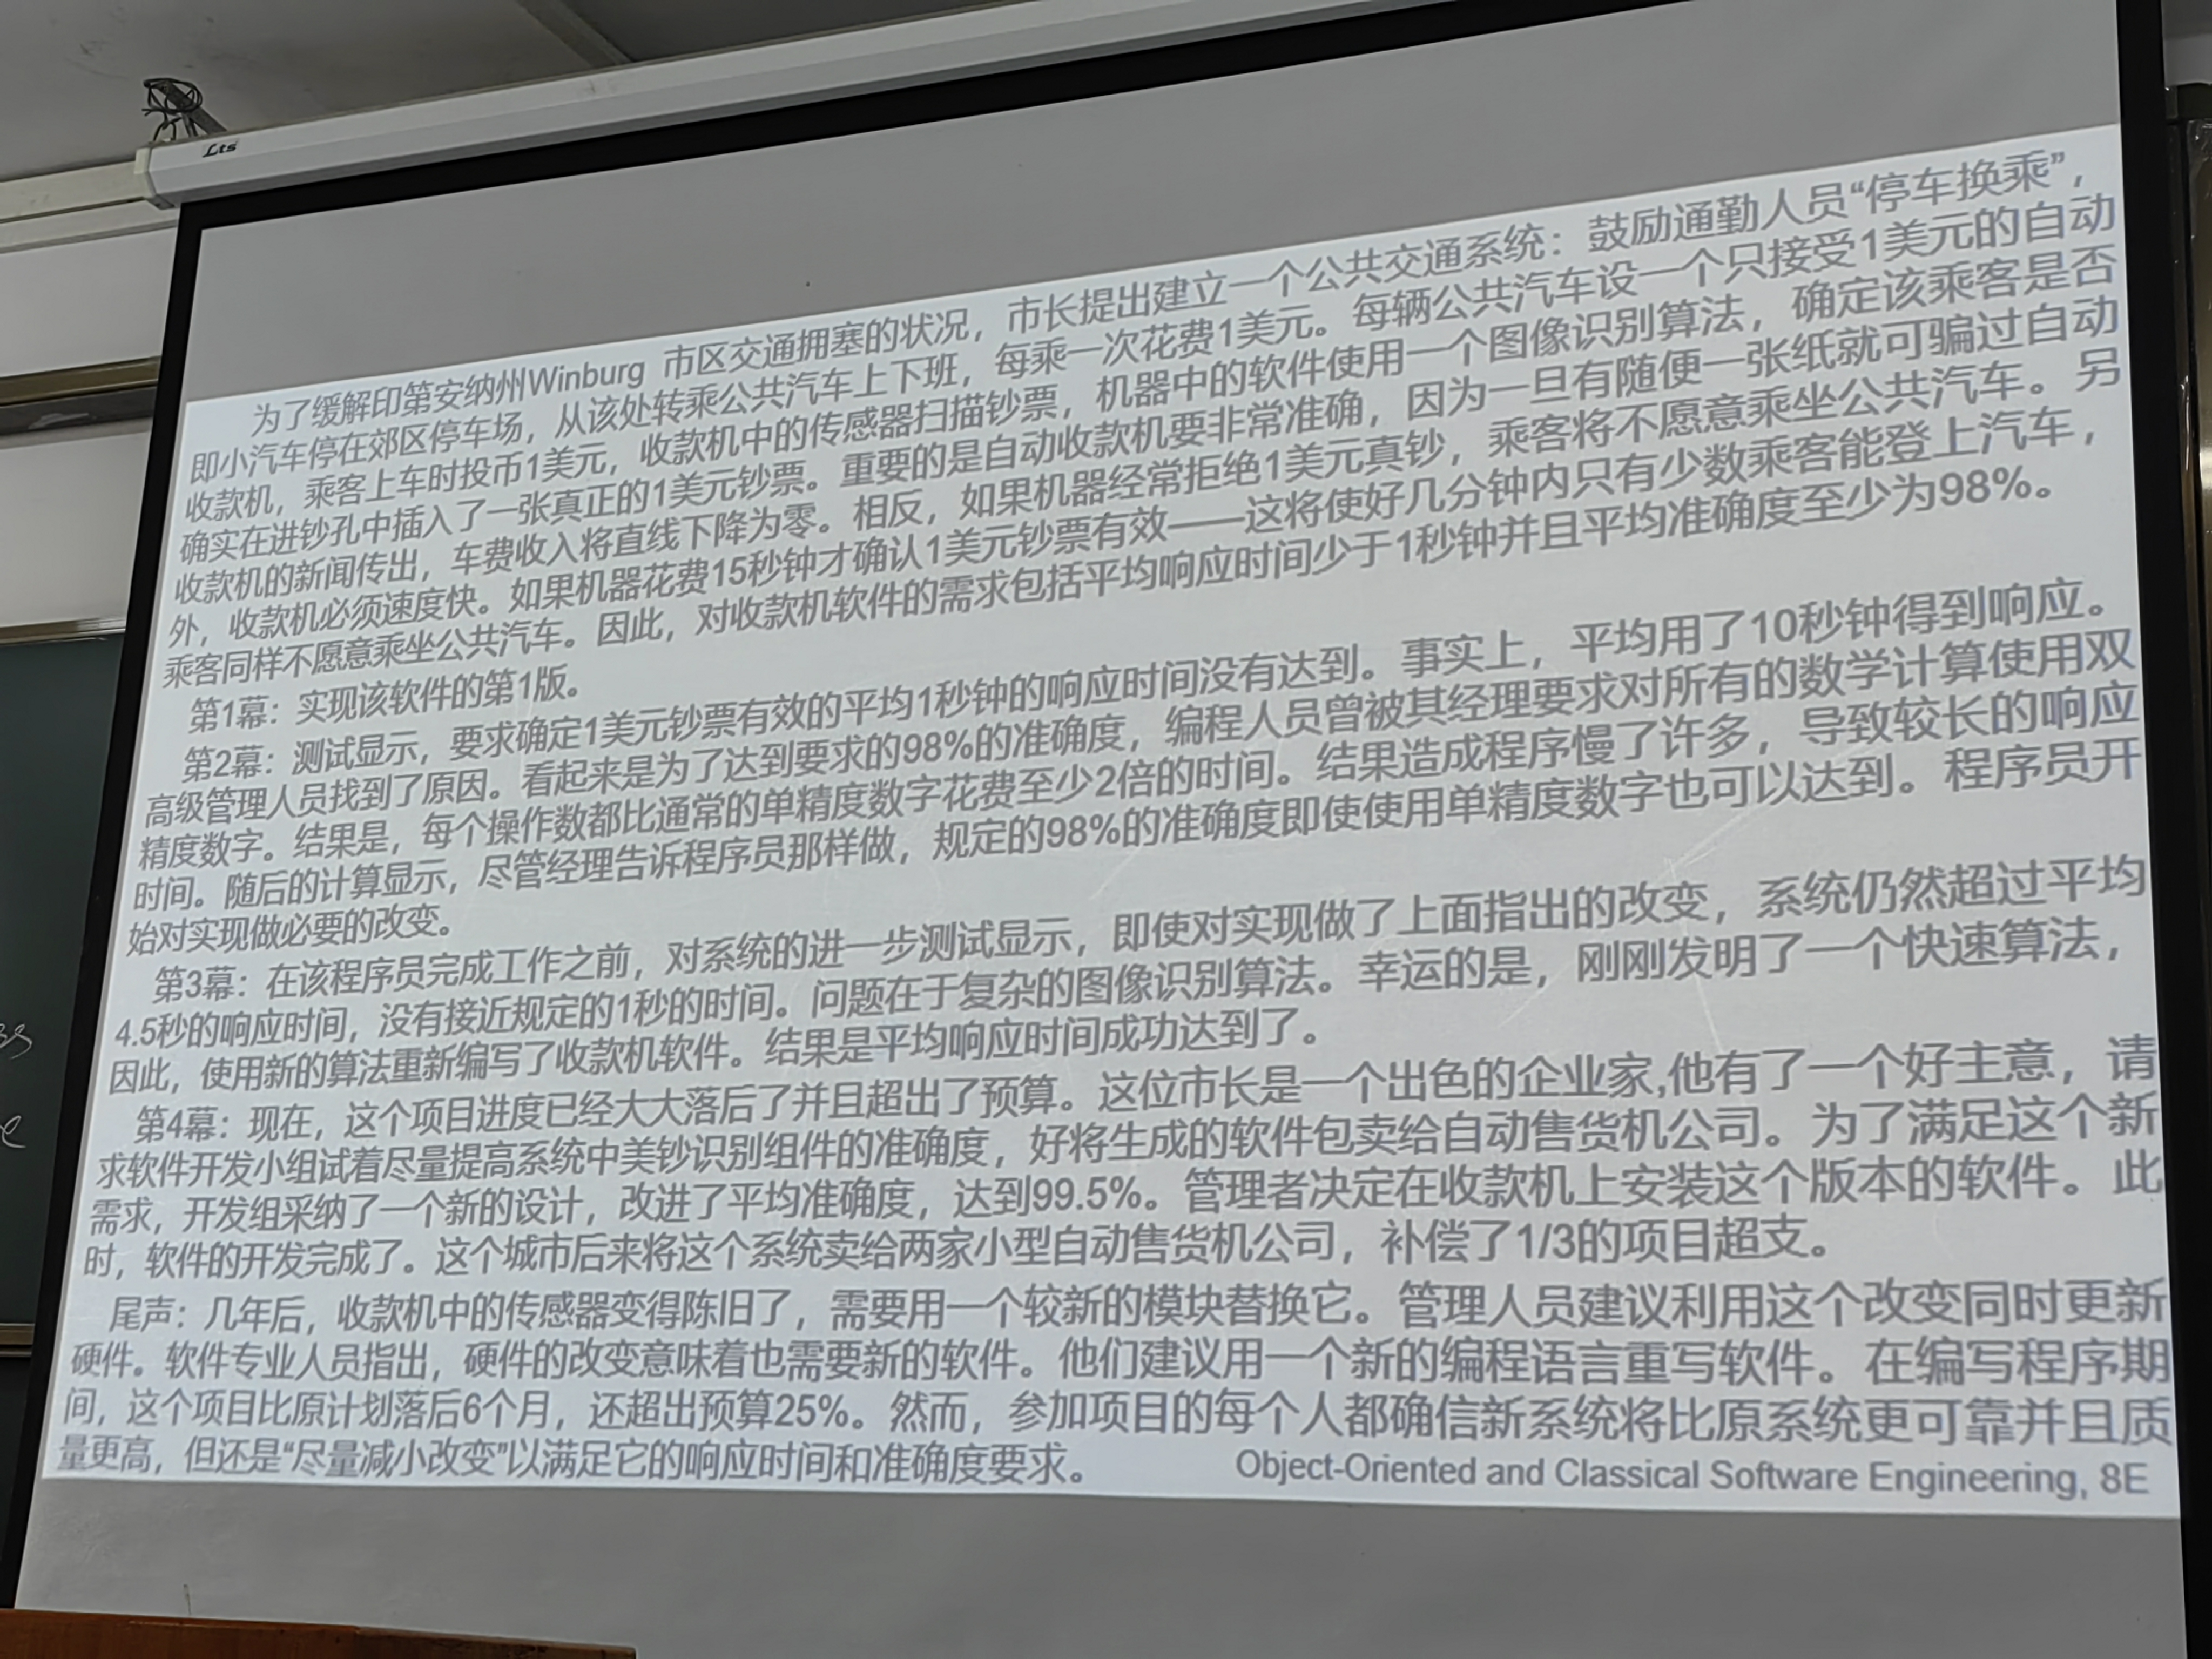 Lts
为了缓解印第安纳州Winburg 市区交通拥塞的状况，市长提出建立一个公共交通系统：鼓励通勤人员“停车换乘”，
即小汽车停在郊区停车场，从该处转乘公共汽车上下班，每乘一次花费1美元。每辆公共汽车设一个只接受1美元的自动
收款机，乘客上车时投币1美元，收款机中的传感器扫描钞票，机器中的软件使用一个图像识别算法，确定该乘客是否
确实在进钞孔中插入了一张真正的1美元钞票。重要的是自动收款机要非常准确，因为一旦有随便一张纸就可骗过自动
收款机的新闻传出，车费收入将直线下降为零。相反，如果机器经常拒绝1美元真钞，乘客将不愿意乘坐公共汽车。另
外，收款机必须速度快。如果机器花费15秒钟才确认1美元钞票有效——这将使好几分钟内只有少数乘客能登上汽车，
乘客同样不愿意乘坐公共汽车。因此，对收款机软件的需求包括平均响应时间少于1秒钟并且平均准确度至少为98%。
第1幕：实现该软件的第1版。
第2幕：测试显示，要求确定1美元钞票有效的平均1秒钟的响应时间没有达到。事实上，平均用了10秒钟得到响应。
高级管理人员找到了原因。看起来是为了达到要求的98%的准确度，编程人员曾被其经理要求对所有的数学计算使用双
精度数字。结果是，每个操作数都比通常的单精度数字花费至少2倍的时间。结果造成程序慢了许多，导致较长的响应
时间。随后的计算显示，尽管经理告诉程序员那样做，规定的98%的准确度即使使用单精度数字也可以达到。程序员开
始对实现做必要的改变。
第3幕：在该程序员完成工作之前，对系统的进一步测试显示，即使对实现做了上面指出的改变，系统仍然超过平均
4.5秒的响应时间，没有接近规定的1秒的时间。问题在于复杂的图像识别算法。幸运的是，刚刚发明了一个快速算法，
因此，使用新的算法重新编写了收款机软件。结果是平均响应时间成功达到了。
第4幕：现在，这个项目进度已经大大落后了并且超出了预算。这位市长是一个出色的企业家,他有了一个好主意，请
求软件开发小组试着尽量提高系统中美钞识别组件的准确度，好将生成的软件包卖给自动售货机公司。为了满足这个新
需求，开发组采纳了一个新的设计，改进了平均准确度，达到99.5%。管理者决定在收款机上安装这个版本的软件。此
时，软件的开发完成了。这个城市后来将这个系统卖给两家小型自动售货机公司，补偿了1/3的项目超支。
尾声：几年后，收款机中的传感器变得陈旧了，需要用一个较新的模块替换它。管理人员建议利用这个改变同时更新
硬件。软件专业人员指出，硬件的改变意味着也需要新的软件。他们建议用一个新的编程语言重写软件。在编写程序期
间，这个项目比原计划落后6个月，还超出预算25%。然而，参加项目的每个人都确信新系统将比原系统更可靠并且质
量更高，但还是“尽量减小改变”以满足它的响应时间和准确度要求。
Object-Oriented and Classical Software Engineering, 8E